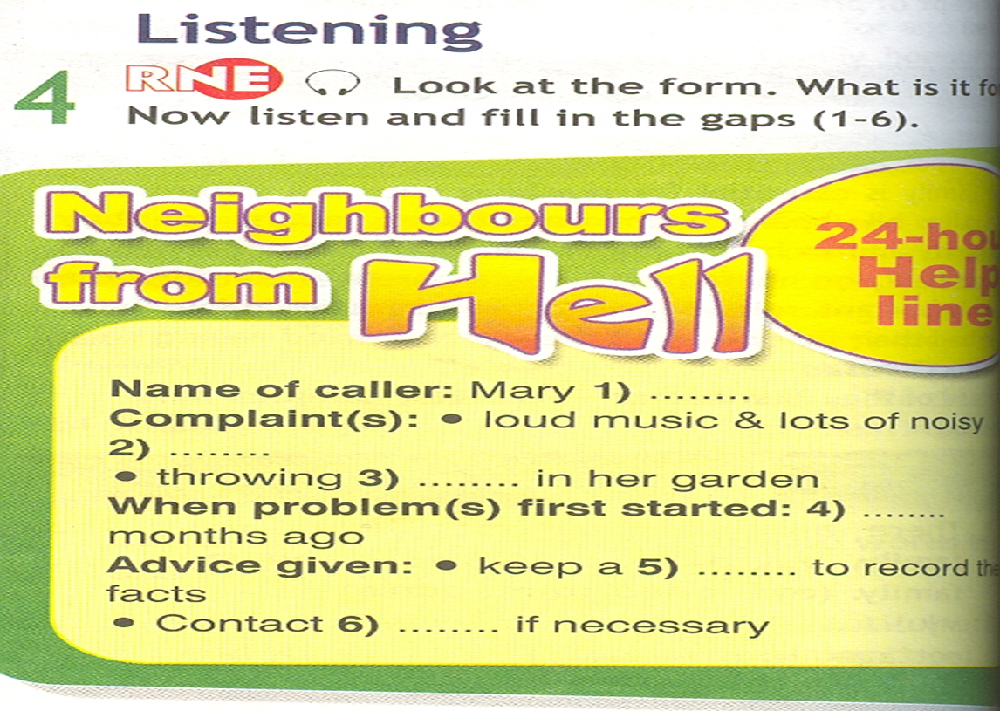 Listening
4 RNE Look at the form. What is it fo
Now listen and fill in the gaps (1-6).
Neighbours
from Hell
24-hou
Help
line
Name of caller: Mary 1) ........
Complaint(s): • loud music & lots of noisy
2) ........
• throwing 3) ........ in her garden
When problem(s) first started: 4) ........
months ago
Advice given: • keep a 5) ........ to record the
facts
• Contact 6) ........ if necessary